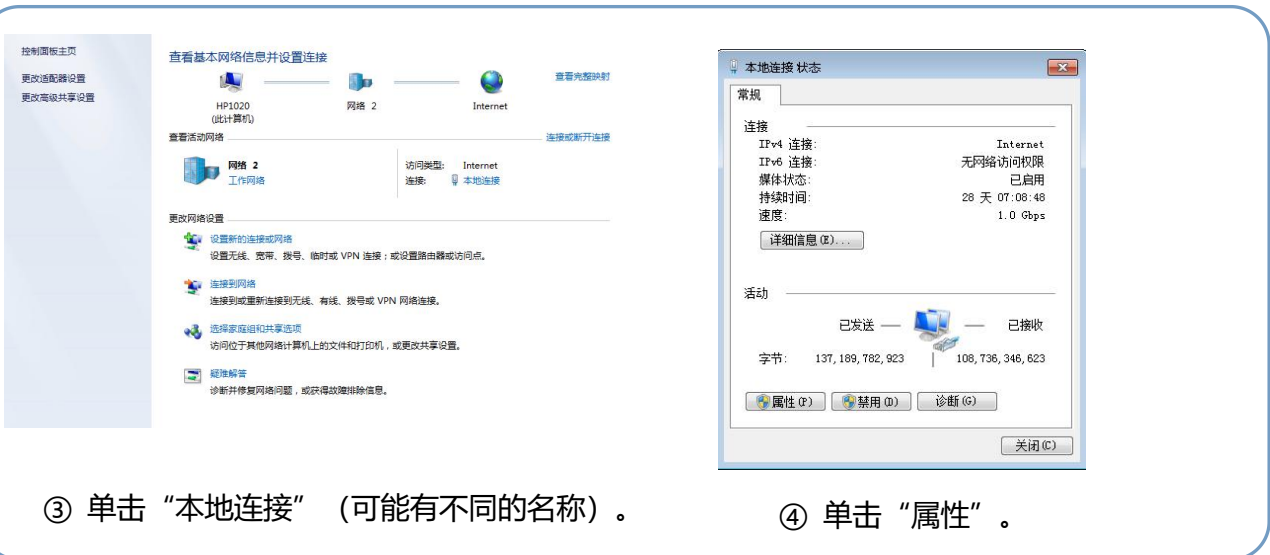 控制面板主页
更改适配器设置
更改高级共享设置
查看基本网络信息并设置连接
查看完整映射
HP1020
(此计算机)
网络 2
Internet
查看活动网络
连接或断开连接
网络 2
工作网络
访问类型: Internet
连接: 本地连接
更改网络设置
设置新的连接或网络
设置无线、宽带、拨号、临时或 VPN 连接；或设置路由器或访问点。
连接到网络
连接到或重新连接到无线、有线、拨号或 VPN 网络连接。
选择家庭组和共享选项
访问位于其他网络计算机上的文件和打印机，或更改共享设置。
疑难解答
诊断并修复网络问题，或获得故障排除信息。
③ 单击“本地连接”（可能有不同的名称）。
本地连接 状态
常规
连接
IPv4 连接: Internet
IPv6 连接: 无网络访问权限
媒体状态: 已启用
持续时间: 28 天 07:08:48
速度: 1.0 Gbps
详细信息(E)...
活动
已发送 — — 已接收
字节: 137,189,782,923 | 108,736,346,623
属性(P) 禁用(D) 诊断(G)
关闭(C)
④ 单击“属性”。